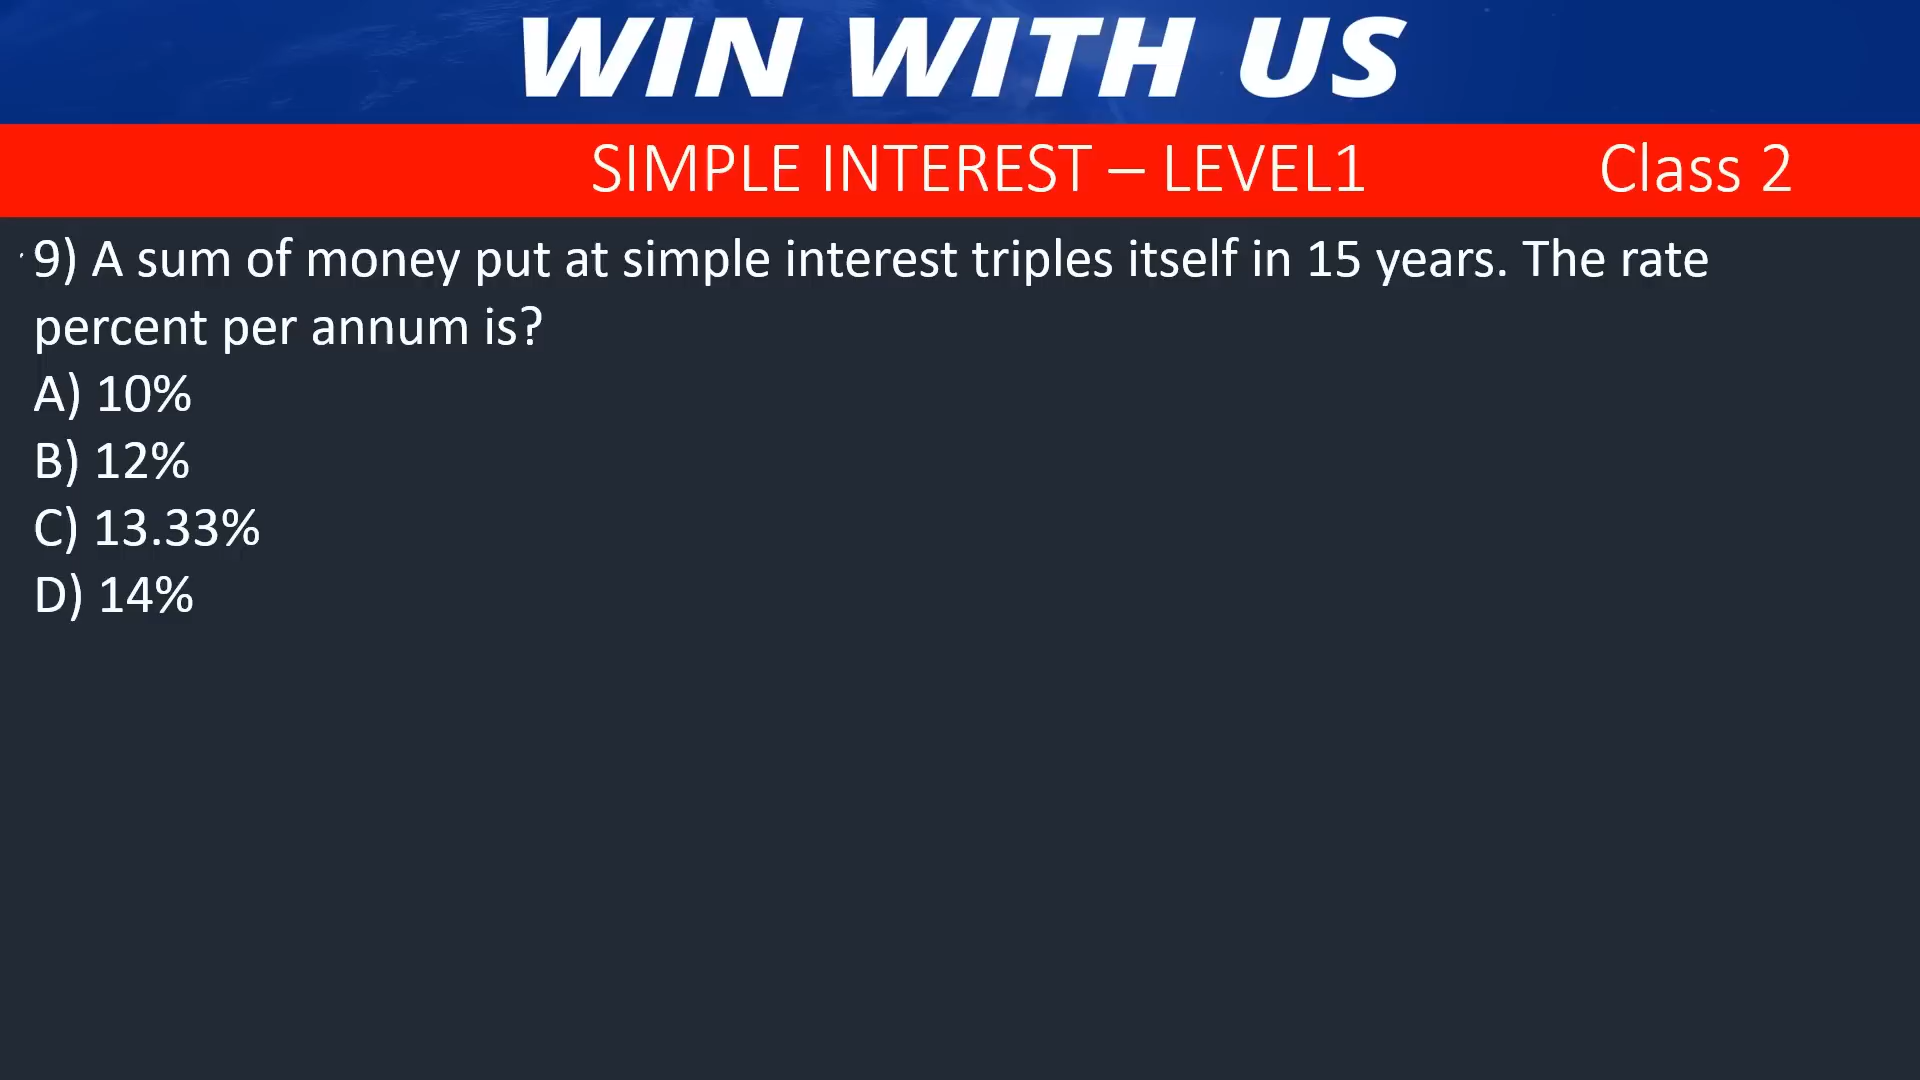 WIN WITH US
SIMPLE INTEREST – LEVEL1 Class 2
9) A sum of money put at simple interest triples itself in 15 years. The rate
percent per annum is?
A) 10%
B) 12%
C) 13.33%
D) 14%